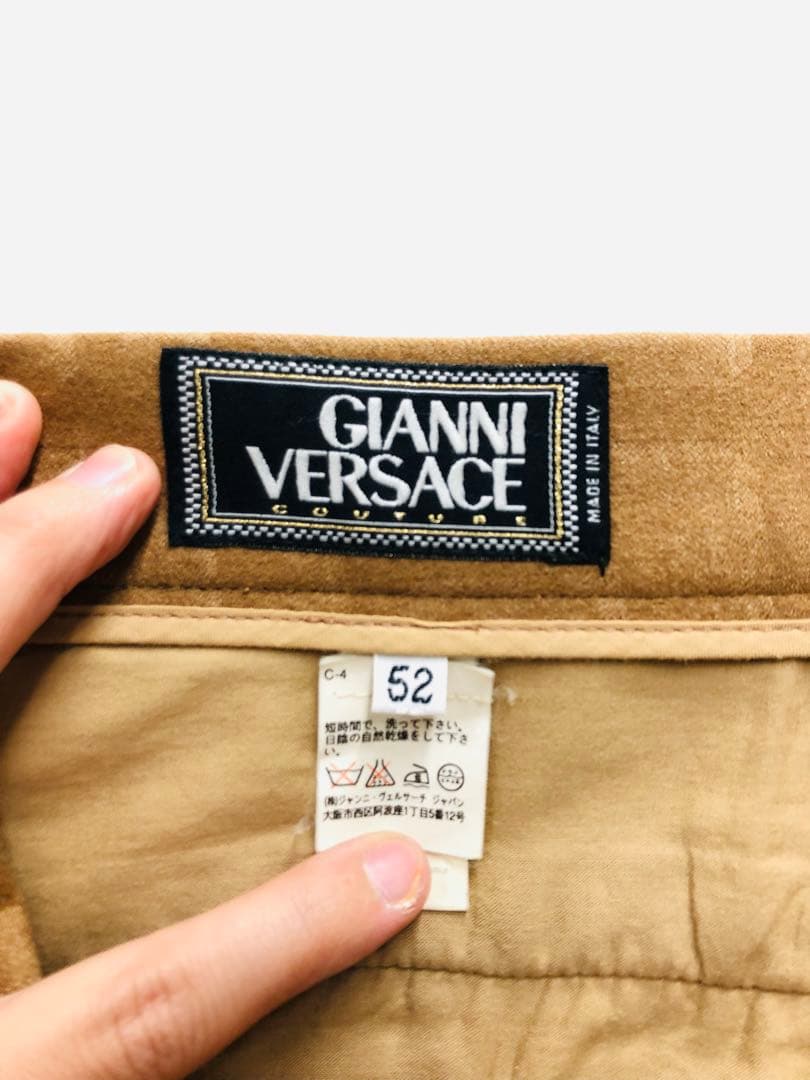 GIANNI
VERSACE
COUTURE
MADE IN ITALY
C-4
52
短時間で、洗って下さい。
日陰の自然乾燥をして下さ
い。
(株)ジャンニ・ヴェルサーチ ジャパン
大阪市西区阿波座1丁目5番12号